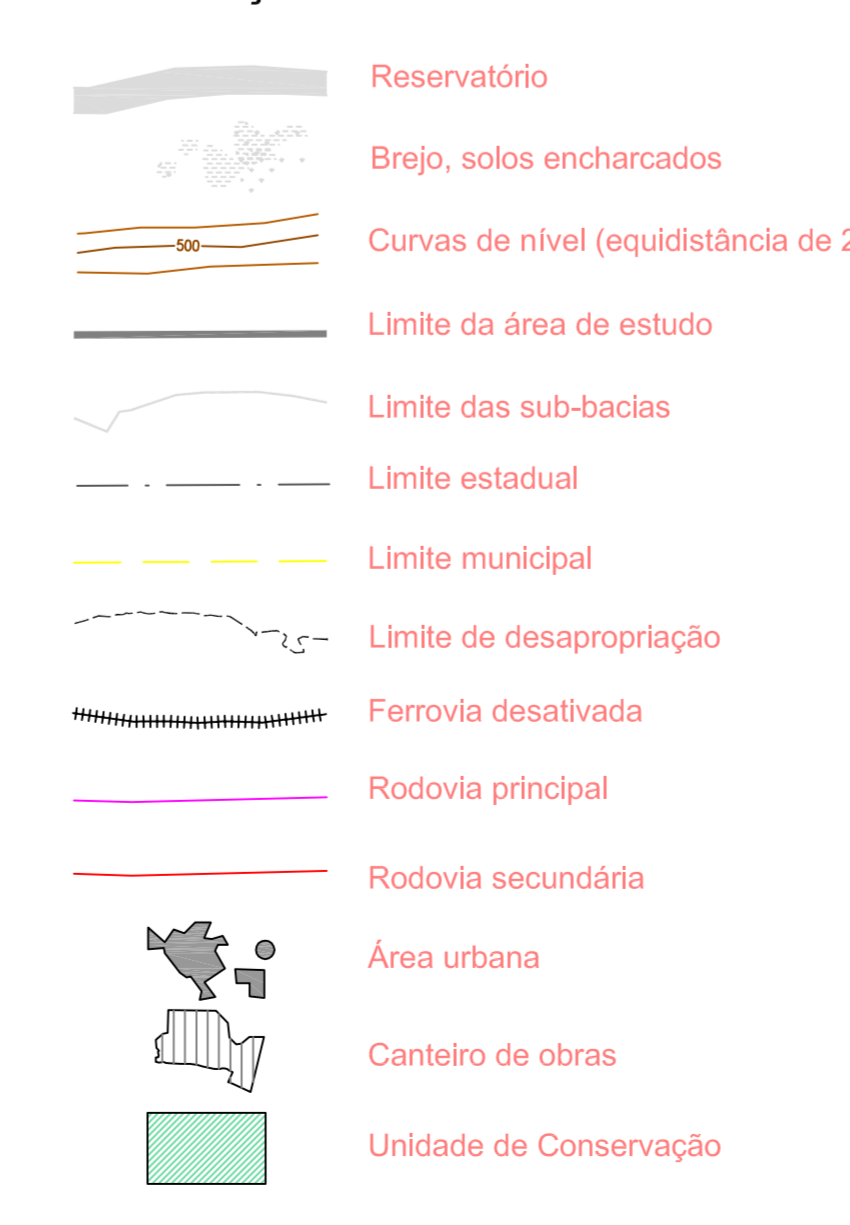 Reservatório
Brejo, solos encharcados
500
Curvas de nível (equidistância de
Limite da área de estudo
Limite das sub-bacias
Limite estadual
Limite municipal
Limite de desapropriação
Ferrovia desativada
Rodovia principal
Rodovia secundária
Área urbana
Canteiro de obras
Unidade de Conservação